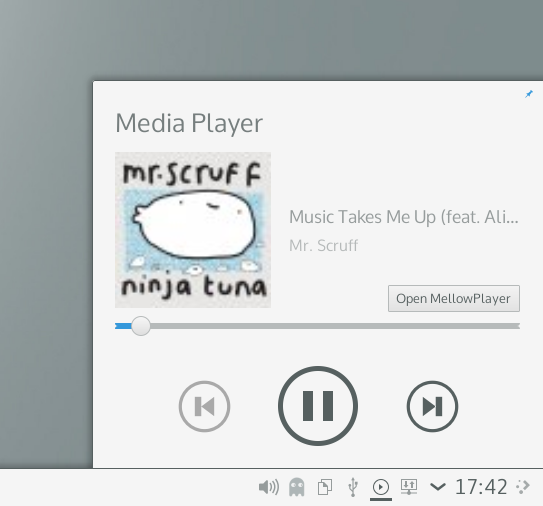 Media Player
mr.scruff
ninja tuna
Music Takes Me Up (feat. Ali...
Mr. Scruff
Open MellowPlayer
17:42